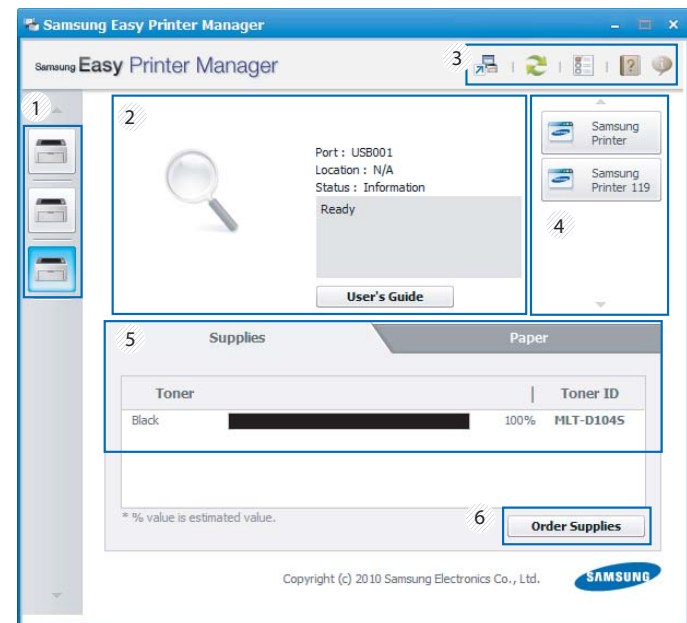 Samsung Easy Printer Manager
Samsung Easy Printer Manager
3
1
2
Port : USB001
Location : N/A
Status : Information
Ready
User's Guide
Samsung
Printer
Samsung
Printer 119
4
5
Supplies
Paper
Toner
Toner ID
Black
100%
MLT-D104S
* % value is estimated value.
6
Order Supplies
Copyright (c) 2010 Samsung Electronics Co., Ltd.
SAMSUNG